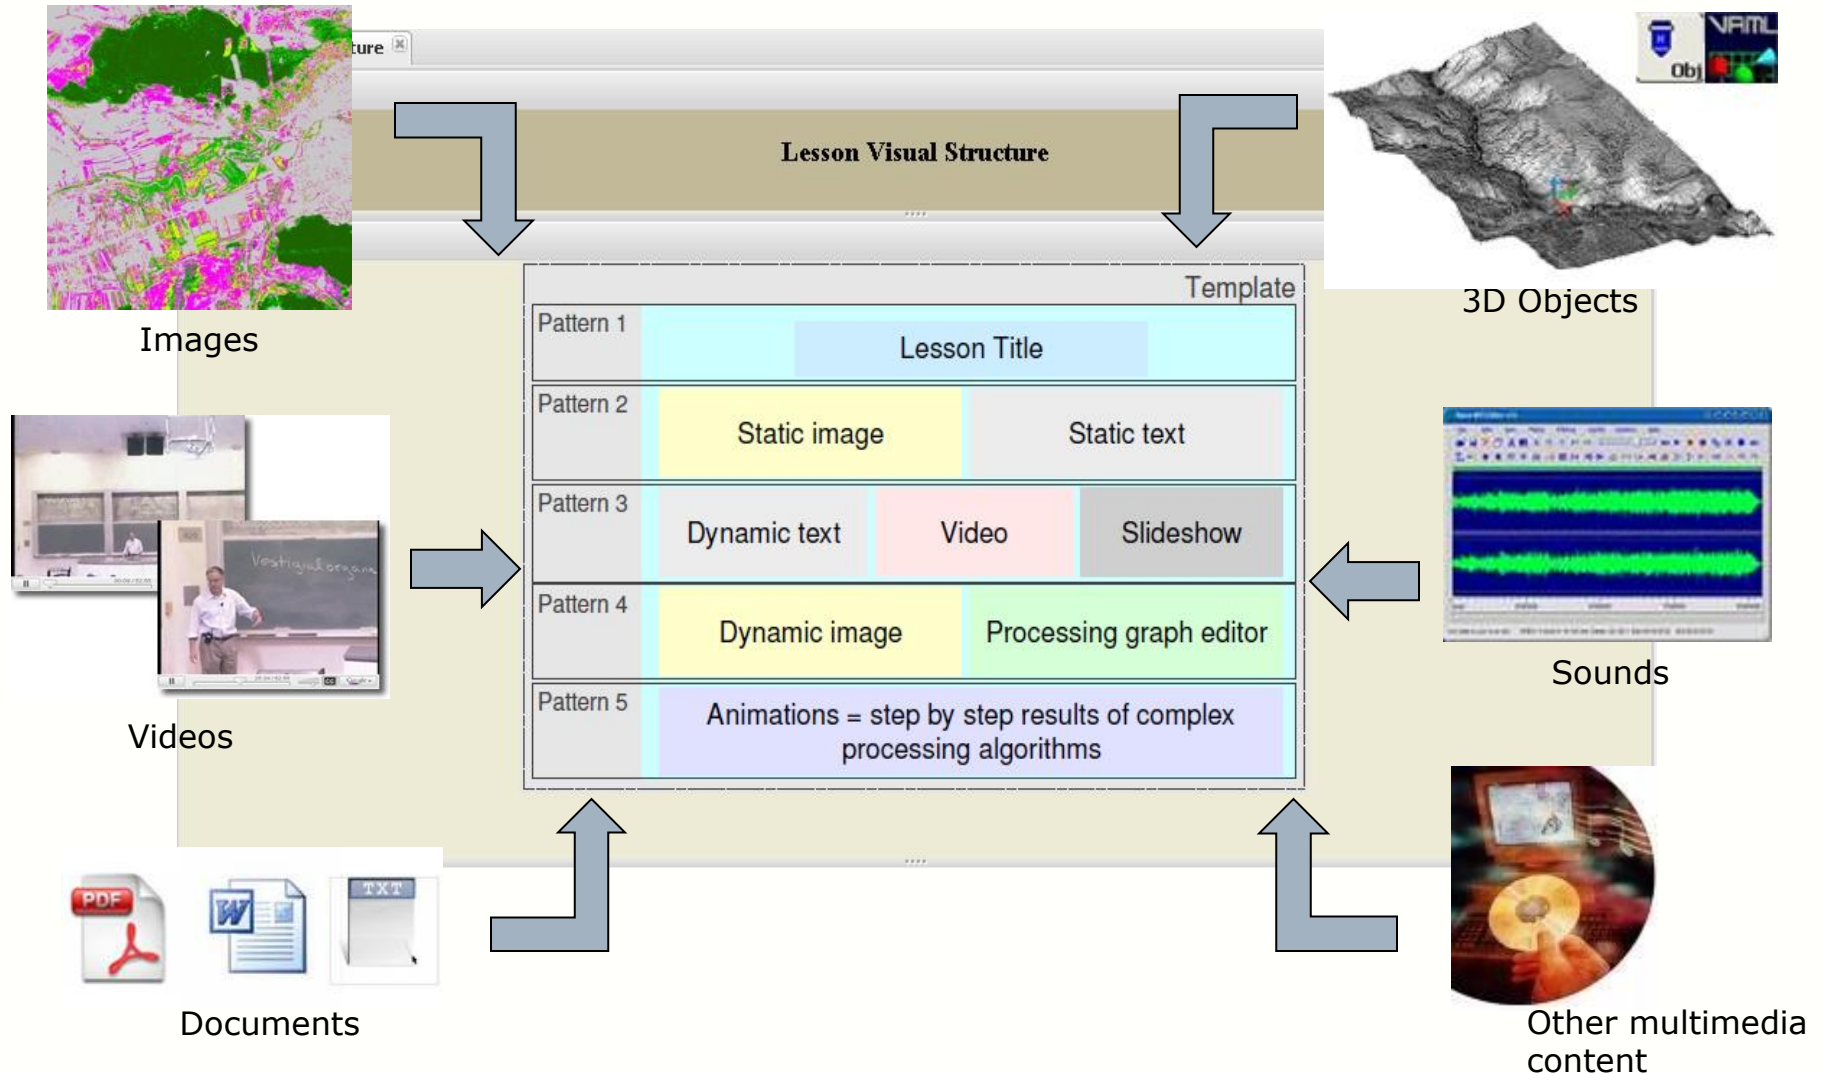 ture
VRML
Obj
Lesson Visual Structure
Template
3D Objects
Images
Pattern 1
Lesson Title
Pattern 2
Static image
Static text
Pattern 3
Dynamic text
Video
Slideshow
Pattern 4
Dynamic image
Processing graph editor
Pattern 5
Animations = step by step results of complex
processing algorithms
Vestigial organs
Videos
Sounds
PDF
W
TXT
Documents
Other multimedia
content